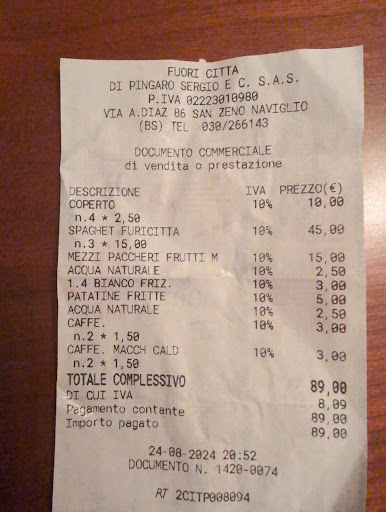 FUORI CITTA
DI PINGARO SERGIO E C. S.A.S.
P.IVA 02223010980
VIA A.DIAZ 86 SAN ZENO NAVIGLIO
(BS) TEL 030/266143
DOCUMENTO COMMERCIALE
di vendita o prestazione
DESCRIZIONE IVA PREZZO(€)
COPERTO 10% 10,00
n.4 * 2,50
SPAGHET FURICITTA 10% 45,00
n.3 * 15,00
MEZZI PACCHERI FRUTTI M 10% 15,00
ACQUA NATURALE 10% 2,50
1.4 BIANCO FRIZ. 10% 3,00
PATATINE FRITTE 10% 5,00
ACQUA NATURALE 10% 2,50
CAFFE. 10% 3,00
n.2 * 1,50
CAFFE. MACCH CALD 10% 3,00
n.2 * 1,50
TOTALE COMPLESSIVO 89,00
DI CUI IVA 8,09
Pagamento contante 89,00
Importo pagato 89,00
24-08-2024 20:52
DOCUMENTO N. 1420-0074
RT 2CITP008094